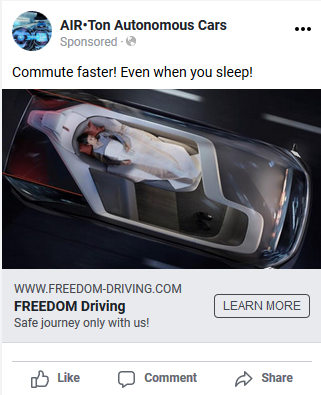 AIR•Ton Autonomous Cars
Sponsored ·
Commute faster! Even when you sleep!
WWW.FREEDOM-DRIVING.COM
FREEDOM Driving
LEARN MORE
Safe journey only with us!
Like
Comment
Share